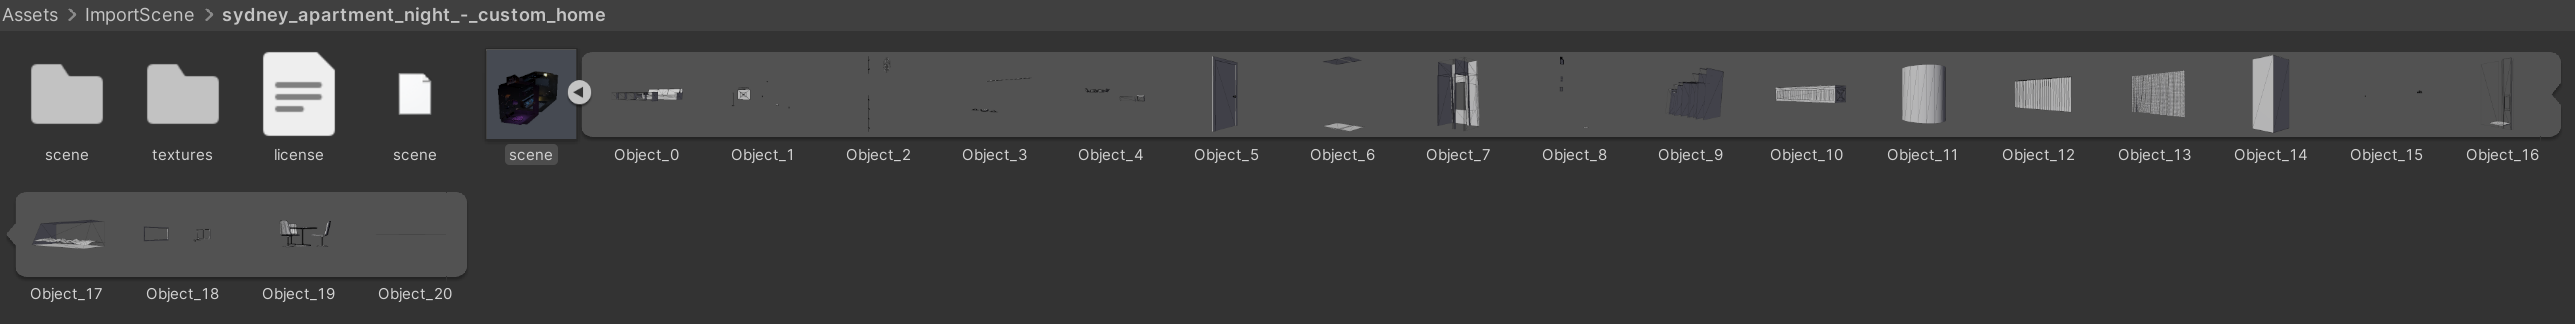 Assets > ImportScene > sydney_apartment_night_-_custom_home
scene textures license scene scene Object_0 Object_1 Object_2 Object_3 Object_4 Object_5 Object_6 Object_7 Object_8 Object_9 Object_10 Object_11 Object_12 Object_13 Object_14 Object_15 Object_16
Object_17 Object_18 Object_19 Object_20